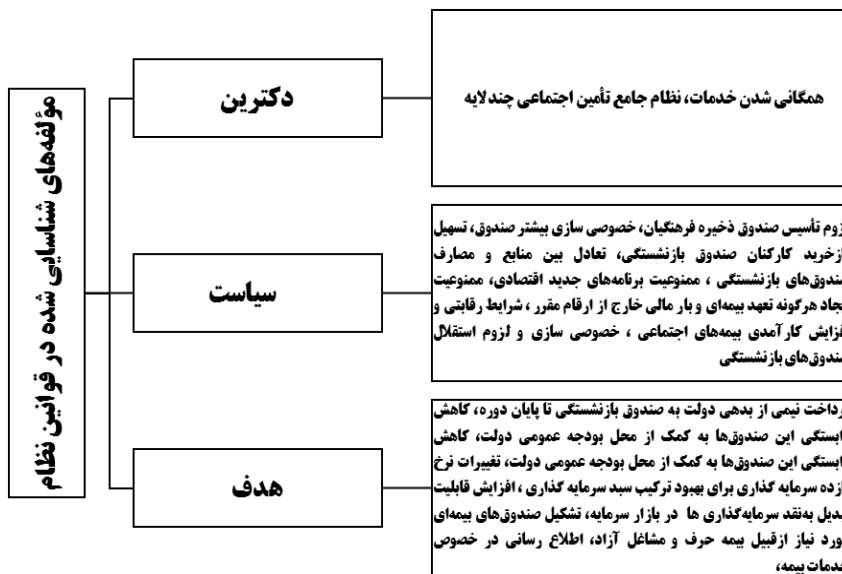 مؤلفه‌های شناسایی شده در قوانین نظام
دکترین
همگانی شدن خدمات، نظام جامع تأمین اجتماعی چندلایه
سیاست
زوم تأسیس صندوق ذخیره فرهنگیان، خصوصی سازی بیشتر صندوق، تسهیل
ازخرید کارکنان صندوق بازنشستگی، تعادل بین منابع و مصارف
ندوق‌های بازنشستگی ، ممنوعیت برنامه‌های جدید اقتصادی، ممنوعیت
جاد هرگونه تعهد بیمه‌ای و بار مالی خارج از ارقام مقرر ، شرایط رقابتی و
فزایش کارآمدی بیمه‌های اجتماعی ، خصوصی سازی و لزوم استقلال
ندوق‌های بازنشستگی
هدف
رداخت نیمی از بدهی دولت به صندوق بازنشستگی تا پایان دوره، کاهش
ابستگی این صندوق‌ها به کمک از محل بودجه عمومی دولت، کاهش
ابستگی این صندوق‌ها به کمک از محل بودجه عمومی دولت، تغییرات نرخ
ازده سرمایه گذاری برای بهبود ترکیب سبد سرمایه گذاری ، افزایش قابلیت
بدیل به‌نقد سرمایه‌گذاری ها در بازار سرمایه، تشکیل صندوق‌های بیمه‌ای
ورد نیاز ازقبیل بیمه حرف و مشاغل آزاد، اطلاع رسانی در خصوص
دمات بیمه،